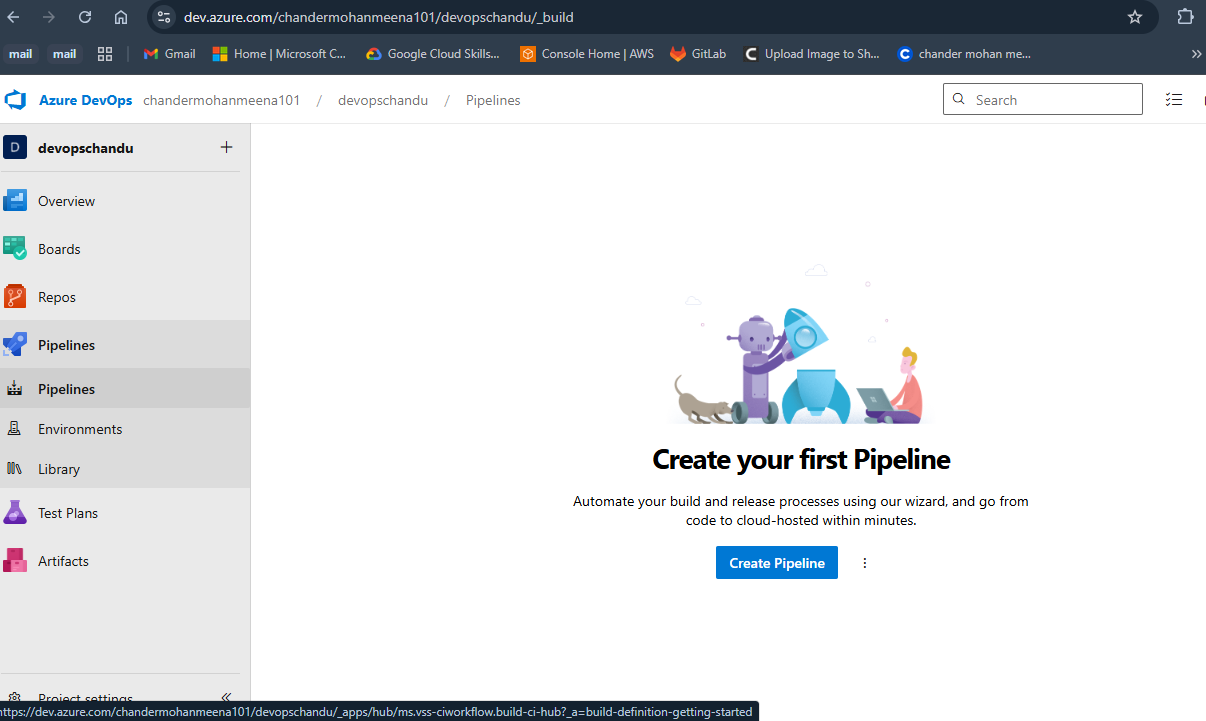 dev.azure.com/chandermohanmeena101/devopschandu/_build
mail mail Gmail Home | Microsoft C... Google Cloud Skills... Console Home | AWS GitLab Upload Image to Sh... chander mohan me...
Azure DevOps chandermohanmeena101 / devopschandu / Pipelines Search
D devopschandu
Overview
Boards
Repos
Pipelines
Pipelines
Environments
Library
Test Plans
Artifacts
Project settings
Create your first Pipeline
Automate your build and release processes using our wizard, and go from
code to cloud-hosted within minutes.
Create Pipeline
https://dev.azure.com/chandermohanmeena101/devopschandu/_apps/hub/ms.vss-ciworkflow.build-ci-hub?_a=build-definition-getting-started